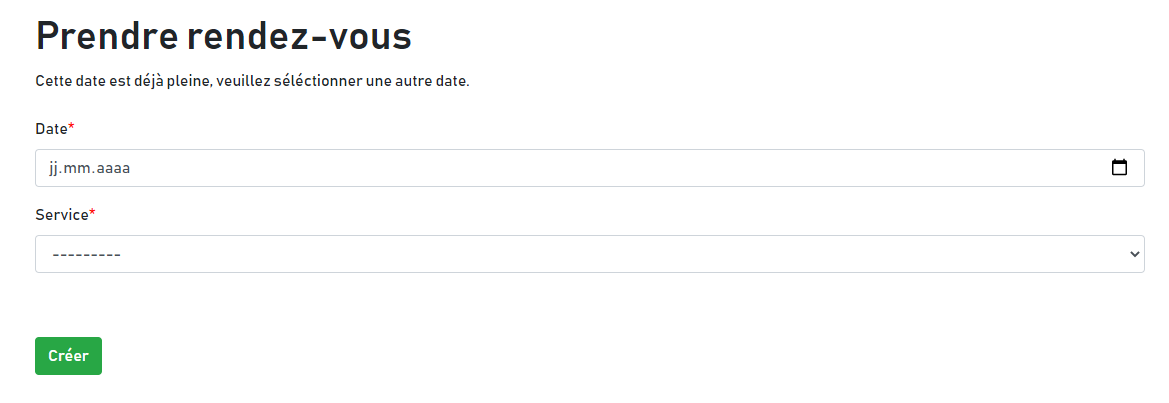 Prendre rendez-vous
Cette date est déjà pleine, veuillez séléctionner une autre date.
Date*
jj.mm.aaaa
Service*
---------
Créer